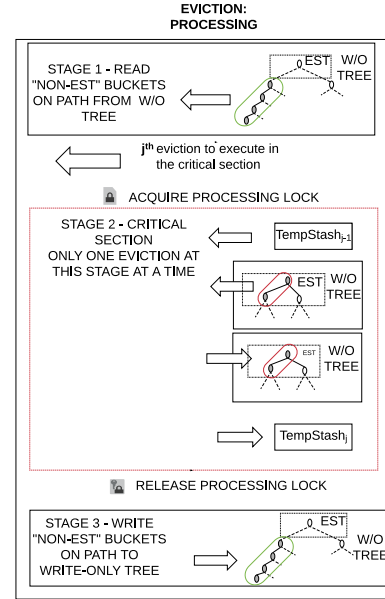 EVICTION:
PROCESSING
STAGE 1 - READ
"NON-EST" BUCKETS
ON PATH FROM W/O
TREE
EST
W/O
TREE
jth eviction to execute in
the critical section
ACQUIRE PROCESSING LOCK
STAGE 2 - CRITICAL
SECTION
ONLY ONE EVICTION AT
THIS STAGE AT A TIME
TempStashj-1
EST
W/O
TREE
EST
W/O
TREE
TempStashj
RELEASE PROCESSING LOCK
STAGE 3 - WRITE
"NON-EST" BUCKETS
ON PATH TO
WRITE-ONLY TREE
EST
W/O
TREE